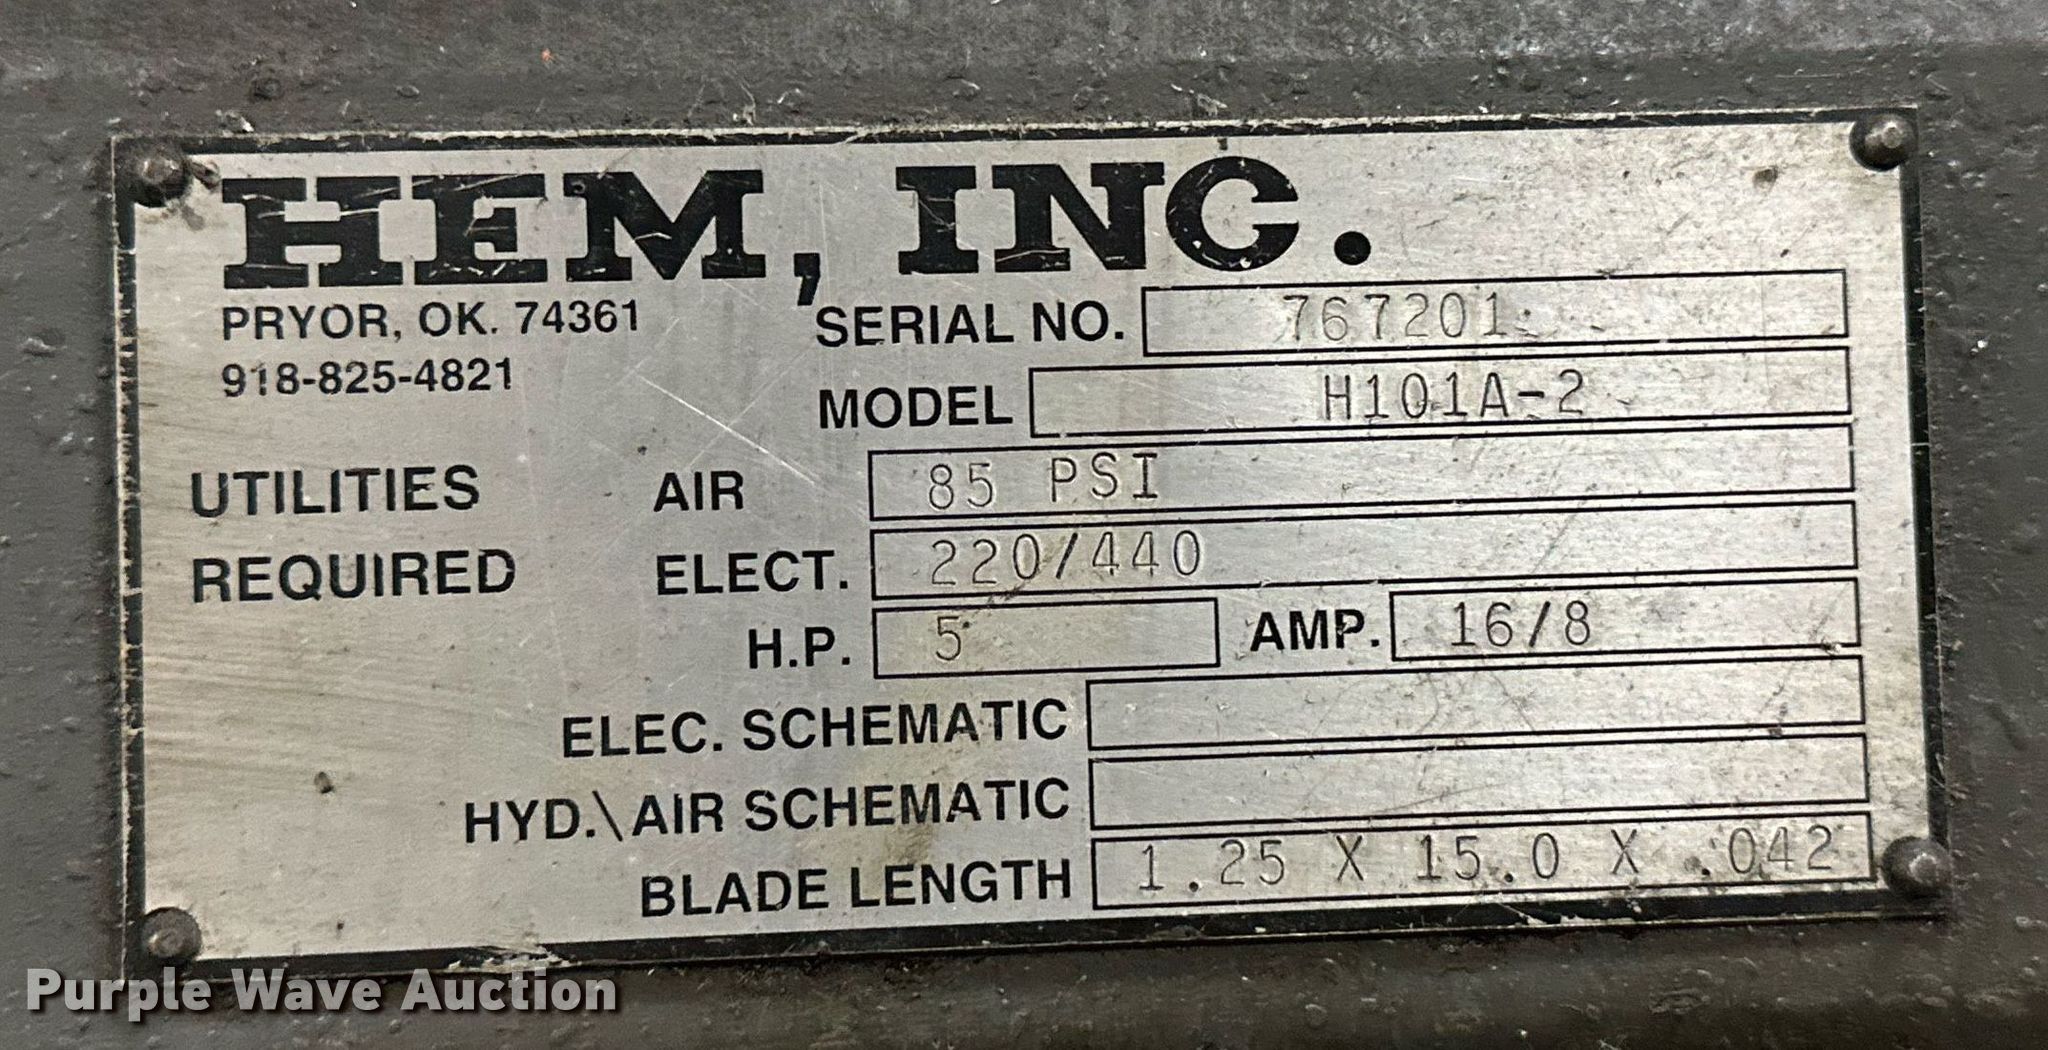 HEM, INC.
PRYOR, OK. 74361
918-825-4821
SERIAL NO. 767201
MODEL H101A-2
UTILITIES REQUIRED
AIR 85 PSI
ELECT. 220/440
H.P. 5 AMP. 16/8
ELEC. SCHEMATIC
HYD.\AIR SCHEMATIC
BLADE LENGTH 1.25 X 15.0 X .042
Purple Wave Auction